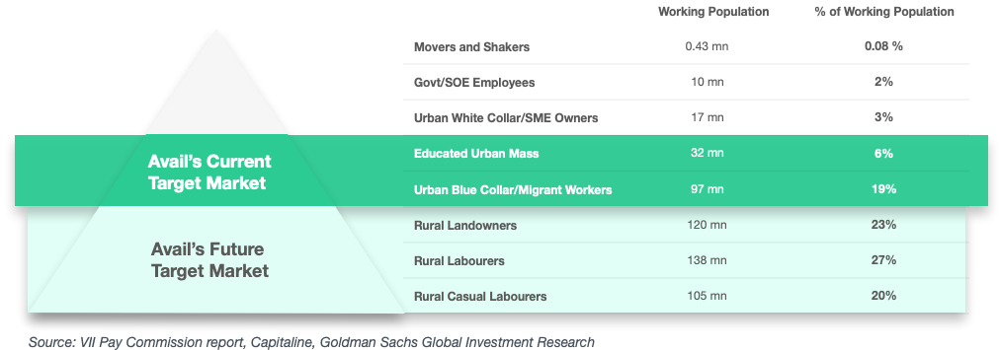 Working Population % of Working Population
Movers and Shakers 0.43 mn 0.08 %
Govt/SOE Employees 10 mn 2%
Urban White Collar/SME Owners 17 mn 3%
Avail's Current
Target Market
Educated Urban Mass 32 mn 6%
Urban Blue Collar/Migrant Workers 97 mn 19%
Avail's Future
Target Market
Rural Landowners 120 mn 23%
Rural Labourers 138 mn 27%
Rural Casual Labourers 105 mn 20%
Source: VII Pay Commission report, Capitaline, Goldman Sachs Global Investment Research